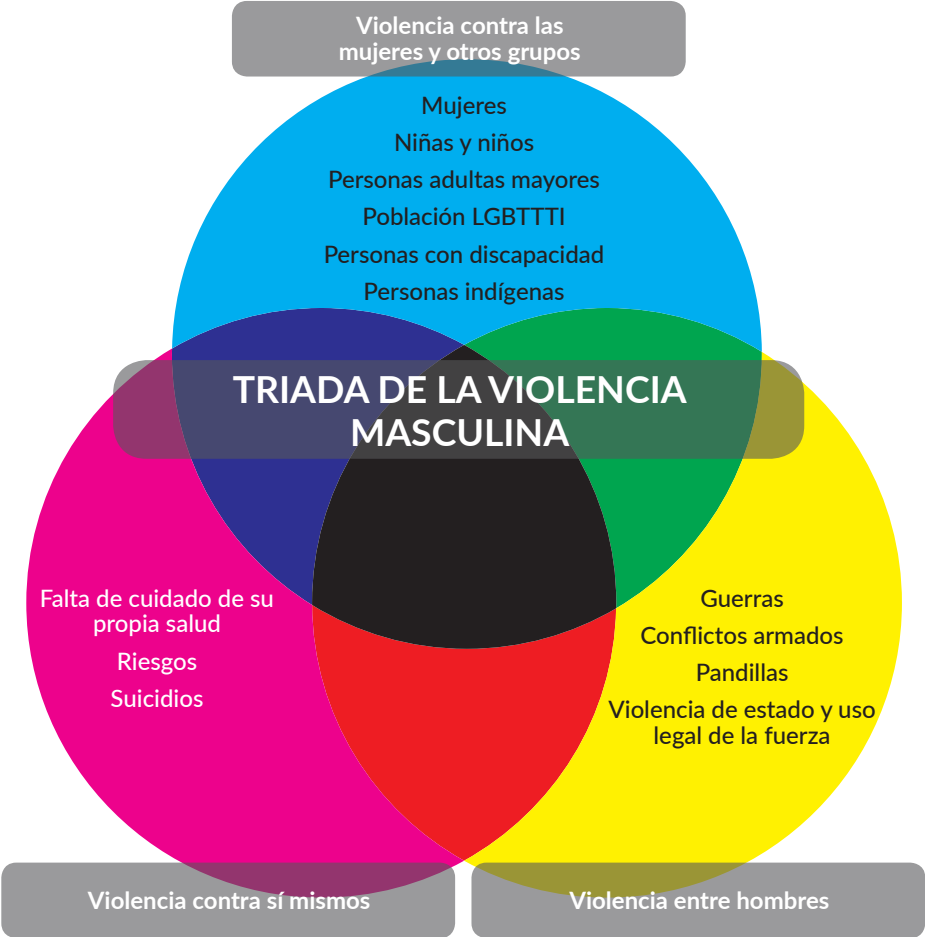 Violencia contra las
mujeres y otros grupos
Mujeres
Niñas y niños
Personas adultas mayores
Población LGBTTTI
Personas con discapacidad
Personas indígenas
TRIADA DE LA VIOLENCIA
MASCULINA
Falta de cuidado de su
propia salud
Riesgos
Suicidios
Guerras
Conflictos armados
Pandillas
Violencia de estado y uso
legal de la fuerza
Violencia contra sí mismos
Violencia entre hombres